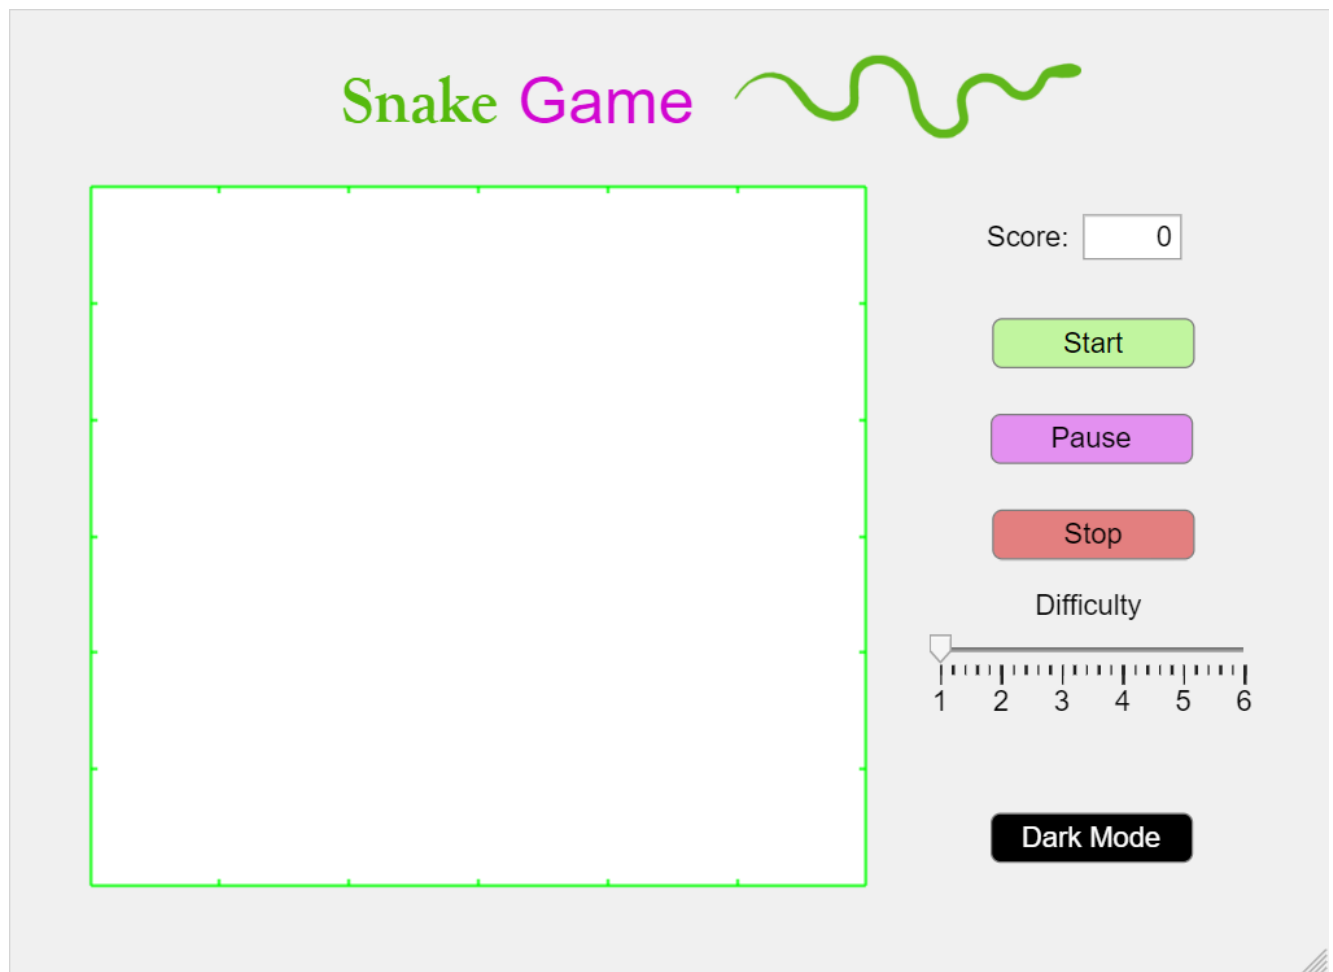 Snake Game
Score: 0
Start
Pause
Stop
Difficulty
1 2 3 4 5 6
Dark Mode